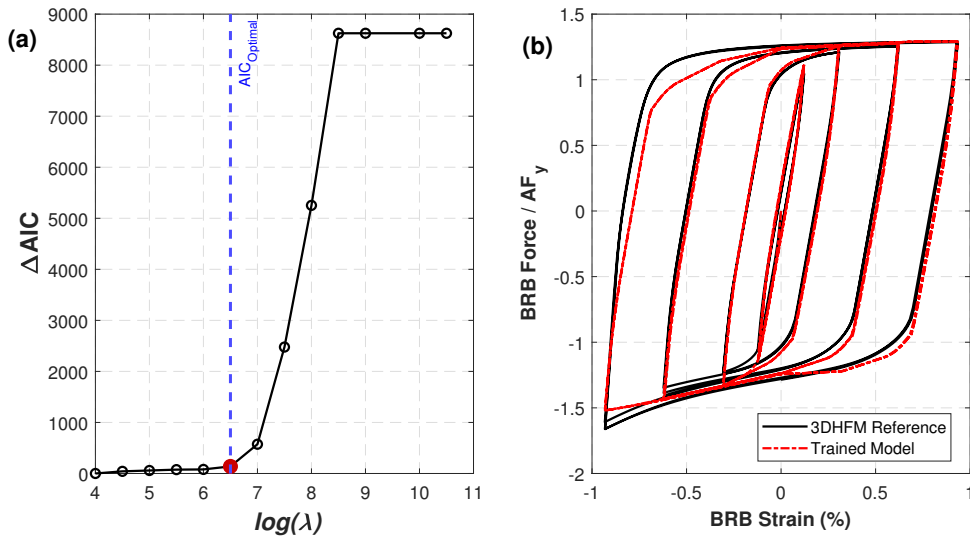 (a)
9000
8000
7000
6000
5000
4000
3000
2000
1000
0
ΔAIC
AIC_Optimal
4 5 6 7 8 9 10 11
log(λ)
(b)
1.5
1
0.5
0
-0.5
-1
-1.5
-2
BRB Force / AF_y
3DHFM Reference
Trained Model
-1 -0.5 0 0.5 1
BRB Strain (%)